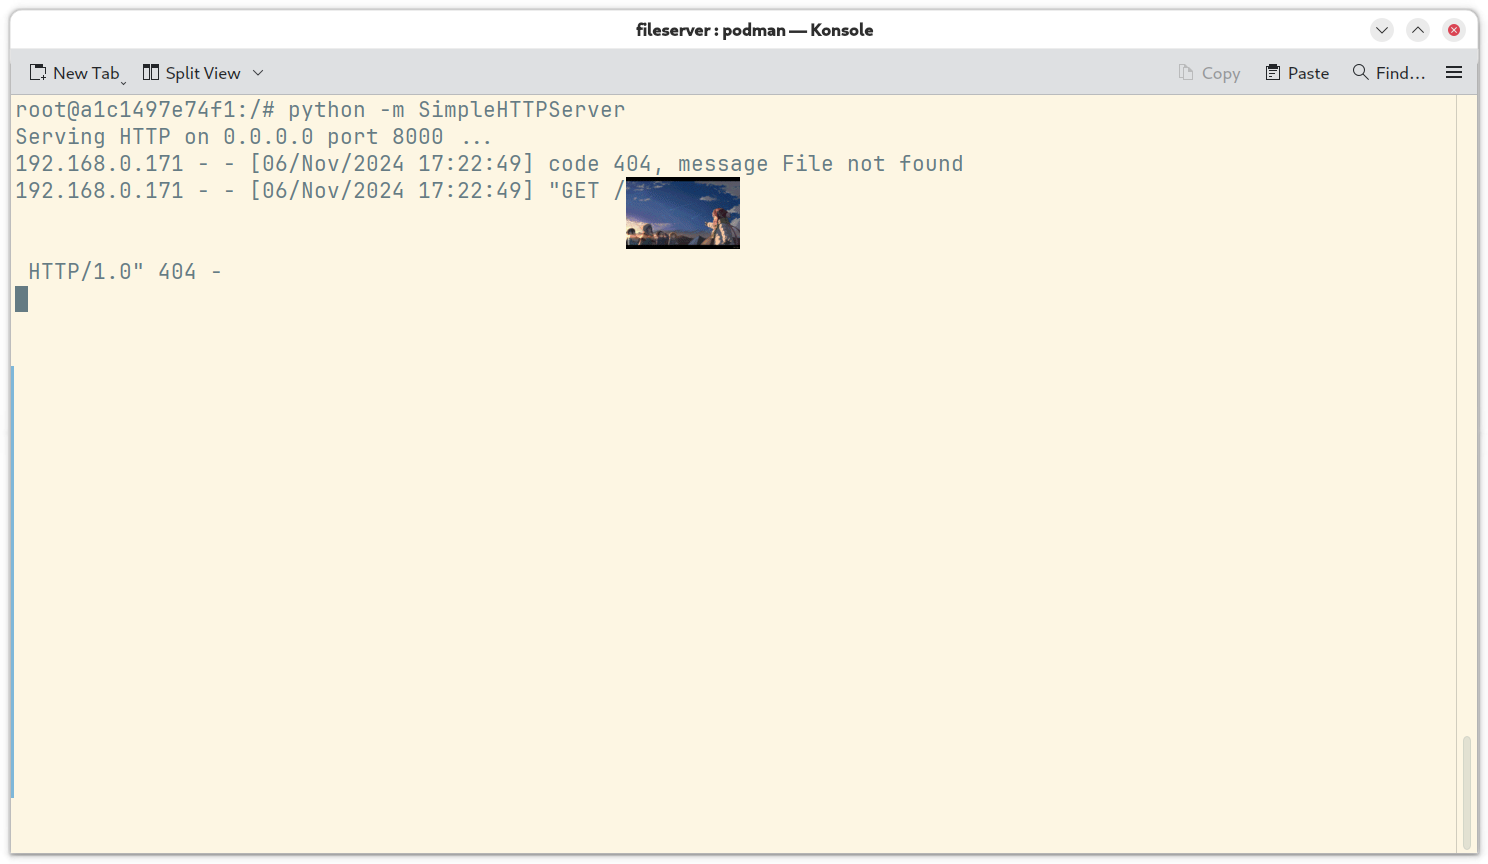 fileserver : podman — Konsole
New Tab Split View Copy Paste Find...
root@a1c1497e74f1:/# python -m SimpleHTTPServer
Serving HTTP on 0.0.0.0 port 8000 ...
192.168.0.171 - - [06/Nov/2024 17:22:49] code 404, message File not found
192.168.0.171 - - [06/Nov/2024 17:22:49] "GET /
HTTP/1.0" 404 -